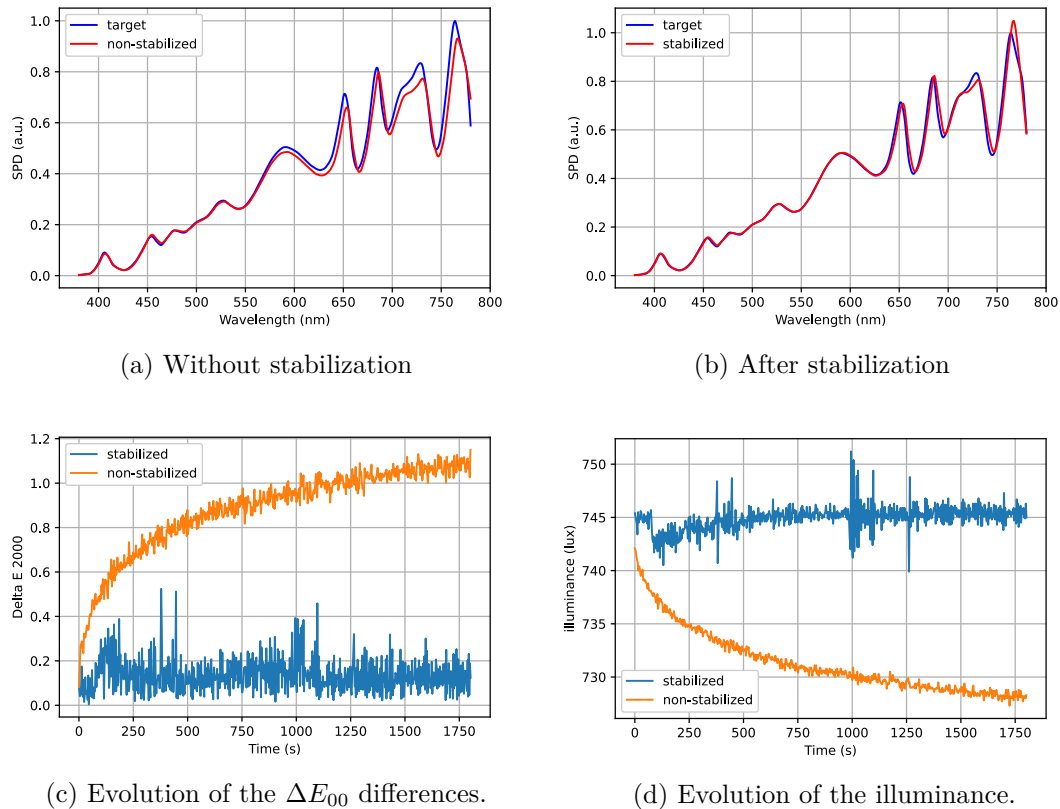 target
non-stabilized
SPD (a.u.)
1.0
0.8
0.6
0.4
0.2
0.0
400 450 500 550 600 650 700 750 800
Wavelength (nm)
(a) Without stabilization
target
stabilized
SPD (a.u.)
1.0
0.8
0.6
0.4
0.2
0.0
400 450 500 550 600 650 700 750 800
Wavelength (nm)
(b) After stabilization
stabilized
non-stabilized
Delta E 2000
1.2
1.0
0.8
0.6
0.4
0.2
0.0
0 250 500 750 1000 1250 1500 1750
Time (s)
(c) Evolution of the ΔE₀₀ differences.
illuminance (lux)
750
745
740
735
730
stabilized
non-stabilized
0 250 500 750 1000 1250 1500 1750
Time (s)
(d) Evolution of the illuminance.